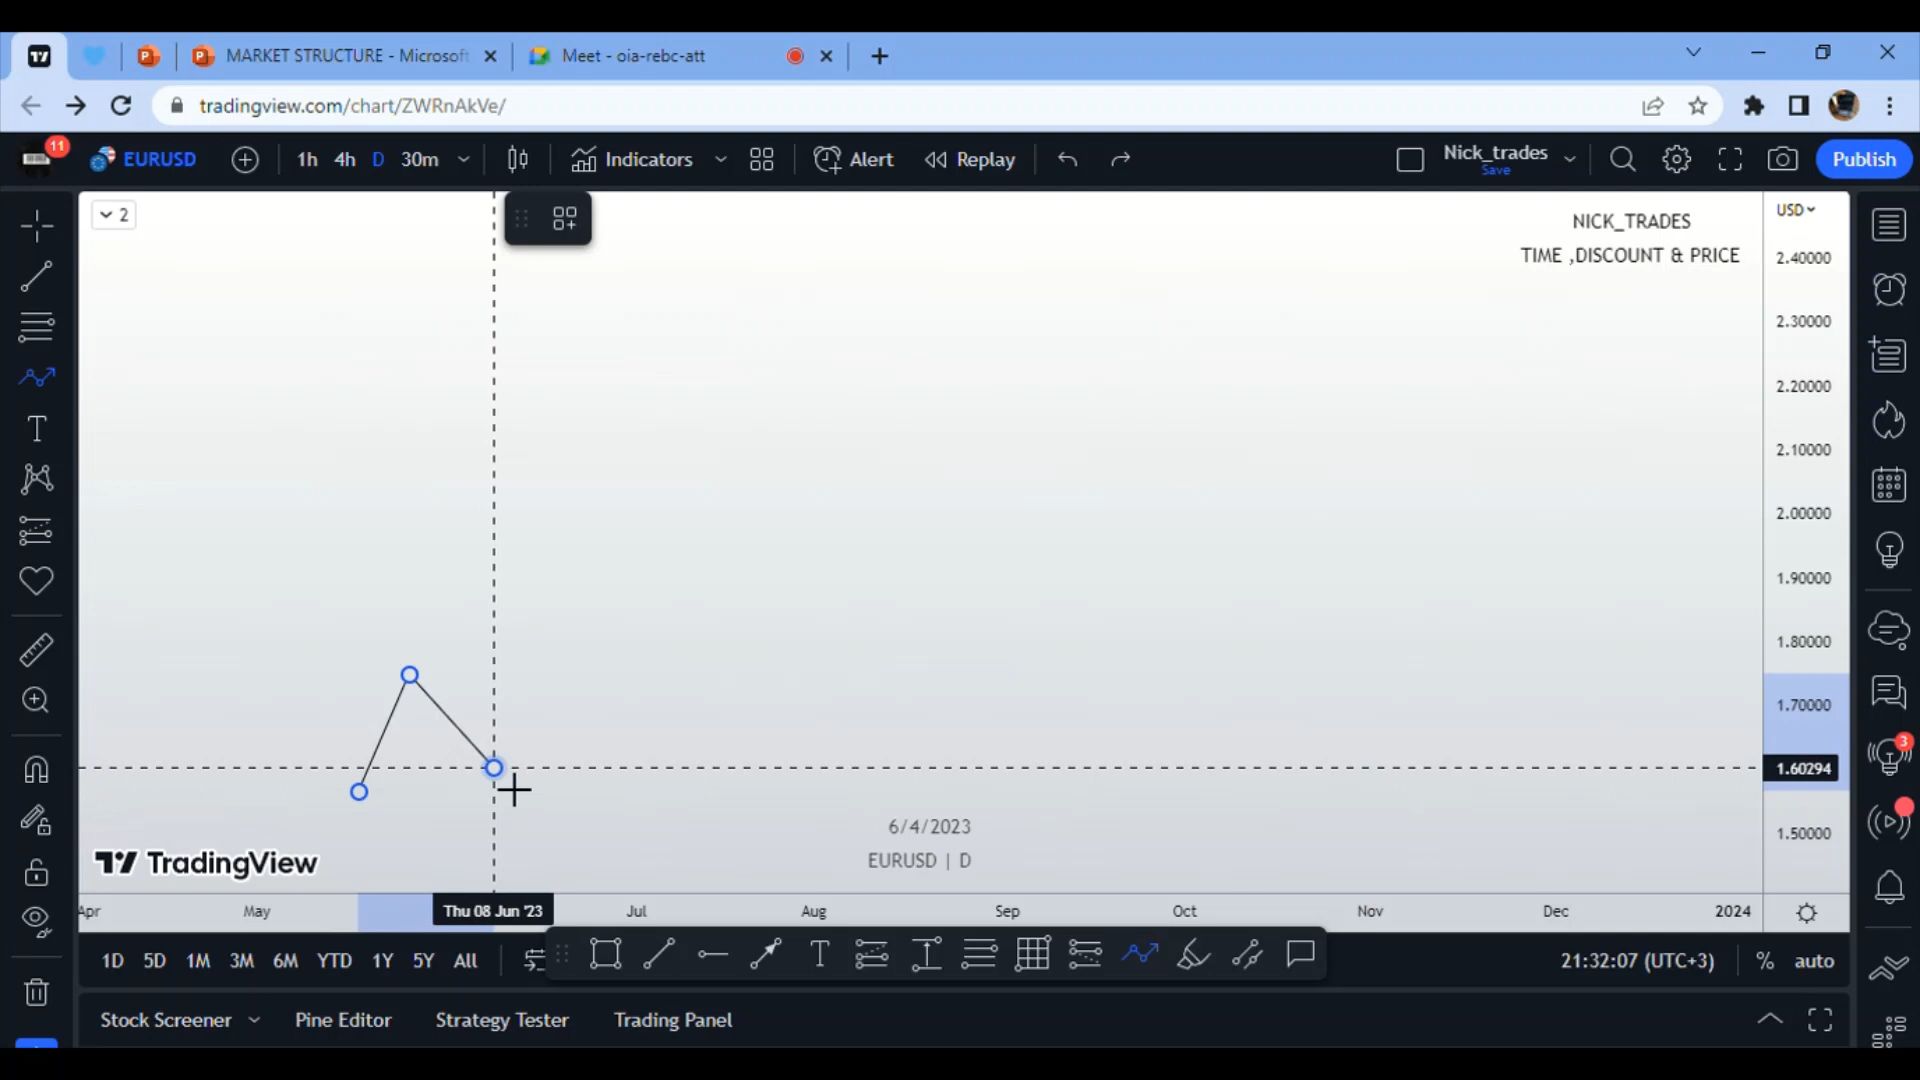 MARKET STRUCTURE - Microsoft
Meet - oia-rebc-att
tradingview.com/chart/ZWRnAkVe/
11
EURUSD
1h 4h D 30m
Indicators
Alert
Replay
Nick_trades
Save
Publish
2
NICK_TRADES
TIME ,DISCOUNT & PRICE
USD
2.40000
2.30000
2.20000
2.10000
2.00000
1.90000
1.80000
1.70000
1.60294
1.50000
3
6/4/2023
EURUSD | D
TradingView
Apr May Thu 08 Jun '23 Jul Aug Sep Oct Nov Dec 2024
1D 5D 1M 3M 6M YTD 1Y 5Y All
21:32:07 (UTC+3) % auto
Stock Screener Pine Editor Strategy Tester Trading Panel